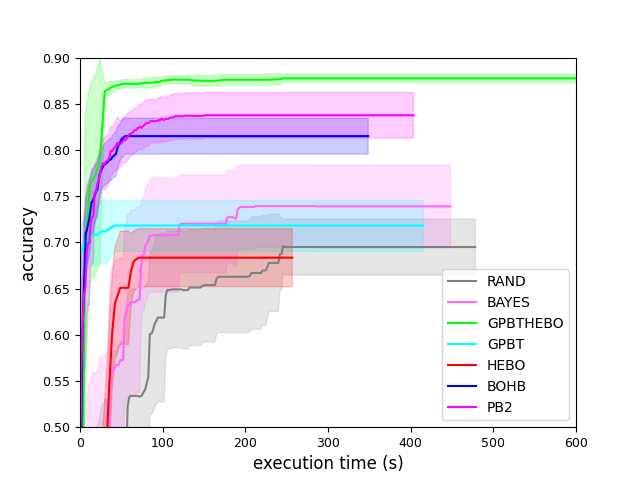 0.90
0.85
0.80
0.75
0.70
0.65
0.60
0.55
0.50
accuracy
0
100
200
300
400
500
600
execution time (s)
RAND
BAYES
GPBTHEBO
GPBT
HEBO
BOHB
PB2